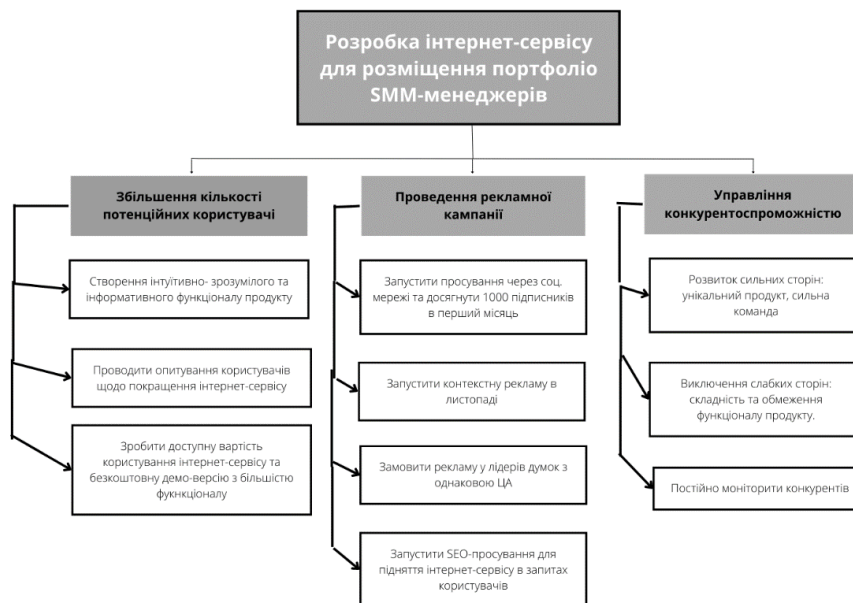 Розробка інтернет-сервісу
для розміщення портфоліо
SMM-менеджерів
Збільшення кількості
потенційних користувачі
Створення інтуїтивно- зрозумілого та
інформативного функціоналу продукту
Проводити опитування користувачів
щодо покращення інтернет-сервісу
Зробити доступну вартість
користування інтернет-сервісу та
безкоштовну демо-версію з більшістю
фукнкціоналу
Проведення рекламної
кампанії
Запустити просування через соц.
мережі та досягнути 1000 підписників
в перший місяць
Запустити контекстну рекламу в
листопаді
Замовити рекламу у лідерів думок з
однаковою ЦА
Запустити SEO-просування для
підняття інтернет-сервісу в запитах
користувачів
Управління
конкурентоспроможністю
Розвиток сильних сторін:
унікальний продукт, сильна
команда
Виключення слабких сторін:
складність та обмеження
функціоналу продукту.
Постійно моніторити конкурентів